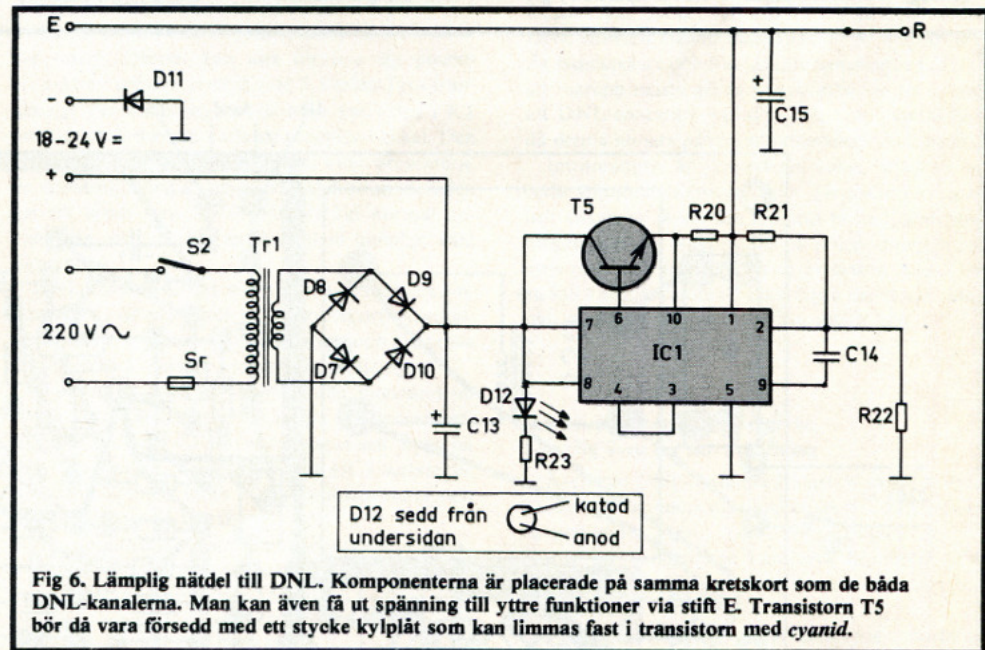 E
R
D11
-
C15
+
18-24 V =
+
T5
R20
R21
S2
Tr1
D8
D9
220 V ~
D7
D10
Sr
7
6
10
1
2
IC1
8
4
3
5
9
C14
D12
R22
+
C13
R23
D12 sedd från
undersidan
katod
anod
Fig 6. Lämplig nätdel till DNL. Komponenterna är placerade på samma kretskort som de båda
DNL-kanalerna. Man kan även få ut spänning till yttre funktioner via stift E. Transistorn T5
bör då vara försedd med ett stycke kylplåt som kan limmas fast i transistorn med cyanid.